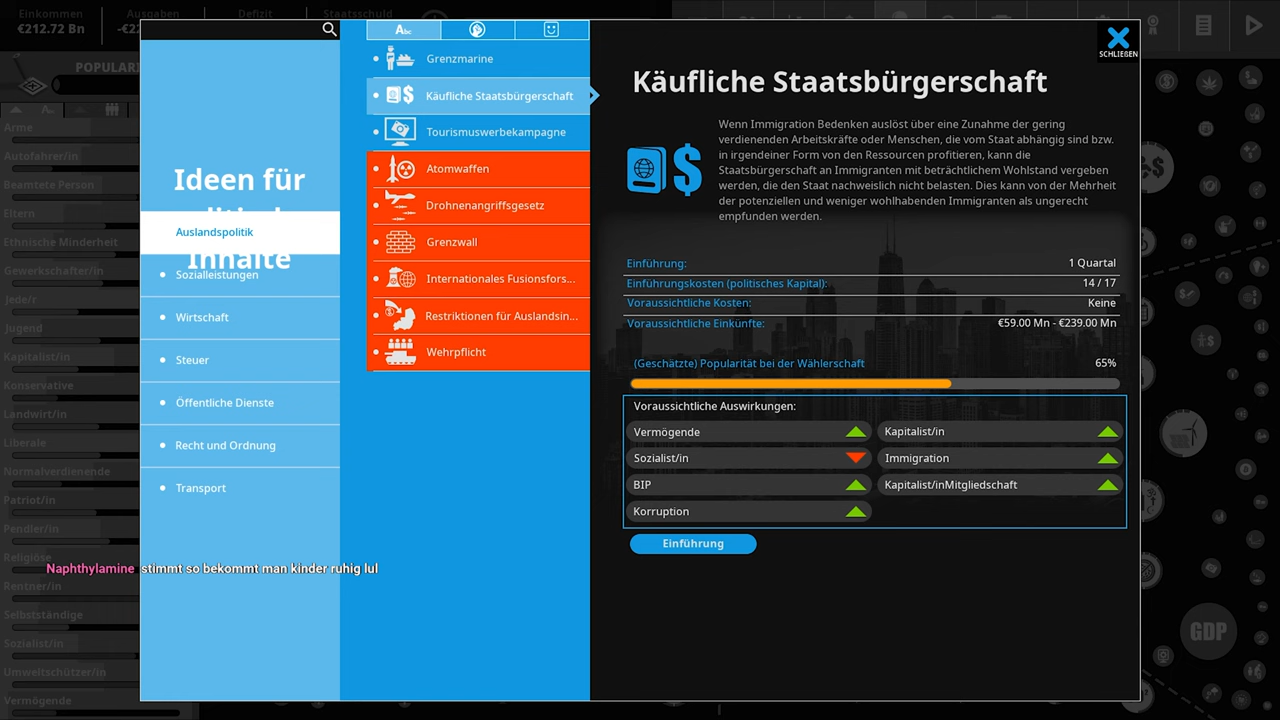 Einkommen
Ausgaben
Defizit
Staatsschuld
€212.72 Bn
SCHLIEßEN
POPULARI
Abc
Ideen für
Inhalte
Auslandspolitik
Sozialleistungen
Wirtschaft
Steuer
Öffentliche Dienste
Recht und Ordnung
Transport
Grenzmarine
Käufliche Staatsbürgerschaft
Tourismuswerbekampagne
Atomwaffen
Drohnenangriffsgesetz
Grenzwall
Internationales Fusionsfors...
Restriktionen für Auslandsin...
Wehrpflicht
Käufliche Staatsbürgerschaft
Wenn Immigration Bedenken auslöst über eine Zunahme der gering
verdienenden Arbeitskräfte oder Menschen, die vom Staat abhängig sind bzw.
in irgendeiner Form von den Ressourcen profitieren, kann die
Staatsbürgerschaft an Immigranten mit beträchtlichem Wohlstand vergeben
werden, die den Staat nachweislich nicht belasten. Dies kann von der Mehrheit
der potenziellen und weniger wohlhabenden Immigranten als ungerecht
empfunden werden.
Einführung: 1 Quartal
Einführungskosten (politisches Kapital): 14 / 17
Voraussichtliche Kosten: Keine
Voraussichtliche Einkünfte: €59.00 Mn - €239.00 Mn
(Geschätzte) Popularität bei der Wählerschaft 65%
Voraussichtliche Auswirkungen:
Vermögende
Kapitalist/in
Sozialist/in
Immigration
BIP
Kapitalist/inMitgliedschaft
Korruption
Einführung
Arme
Autofahrer/in
Beamtete Person
Eltern
Ethnische Minderheit
Gewerkschafter/in
Jede/r
Jugend
Kapitalist/in
Konservative
Landwirt/in
Liberale
Normalverdienende
Patriot/in
Pendler/in
Religiöse
Rentner/in
Selbstständige
Sozialist/in
Umweltschützer/in
Vermögende
Naphthylamine stimmt so bekommt man kinder ruhig lul
GDP